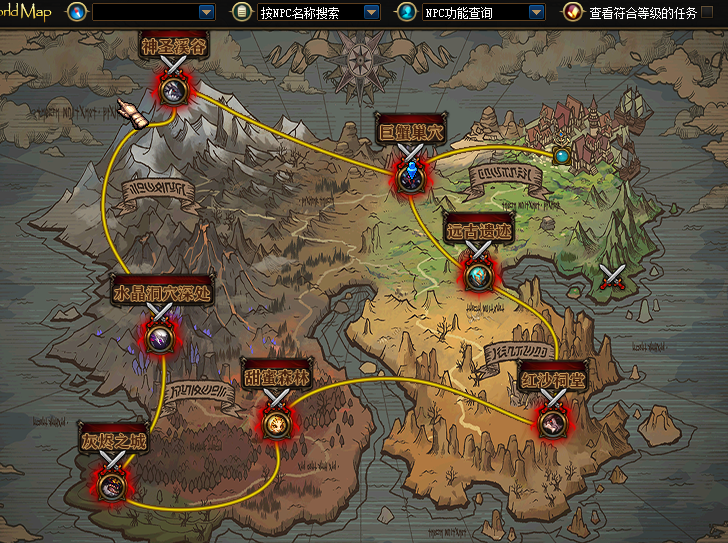 orld Map
按NPC名称搜索
NPC功能查询
查看符合等级的任务
神圣溪谷
巨蟹巢穴
远古遗迹
水晶洞穴深处
甜蜜森林
红沙祠堂
灰烬之城